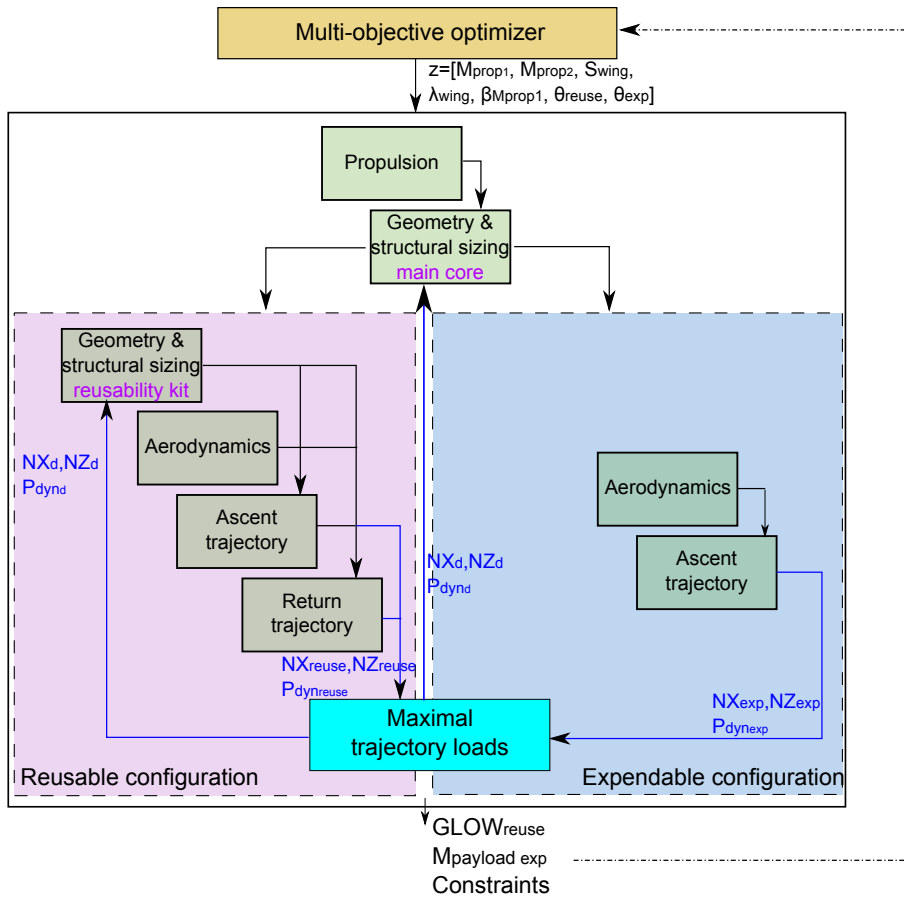 Multi-objective optimizer
z=[Mprop1, Mprop2, Swing,
λwing, βMprop1, θreuse, θexp]
Propulsion
Geometry &
structural sizing
main core
Geometry &
structural sizing
reusability kit
Aerodynamics
NXd,NZd
Pdynd
Ascent
trajectory
Return
trajectory
NXreuse,NZreuse
Pdynreuse
NXd,NZd
Pdynd
Aerodynamics
Ascent
trajectory
NXexp,NZexp
Pdynexp
Maximal
trajectory loads
Reusable configuration
Expendable configuration
GLOWreuse
Mpayload exp
Constraints